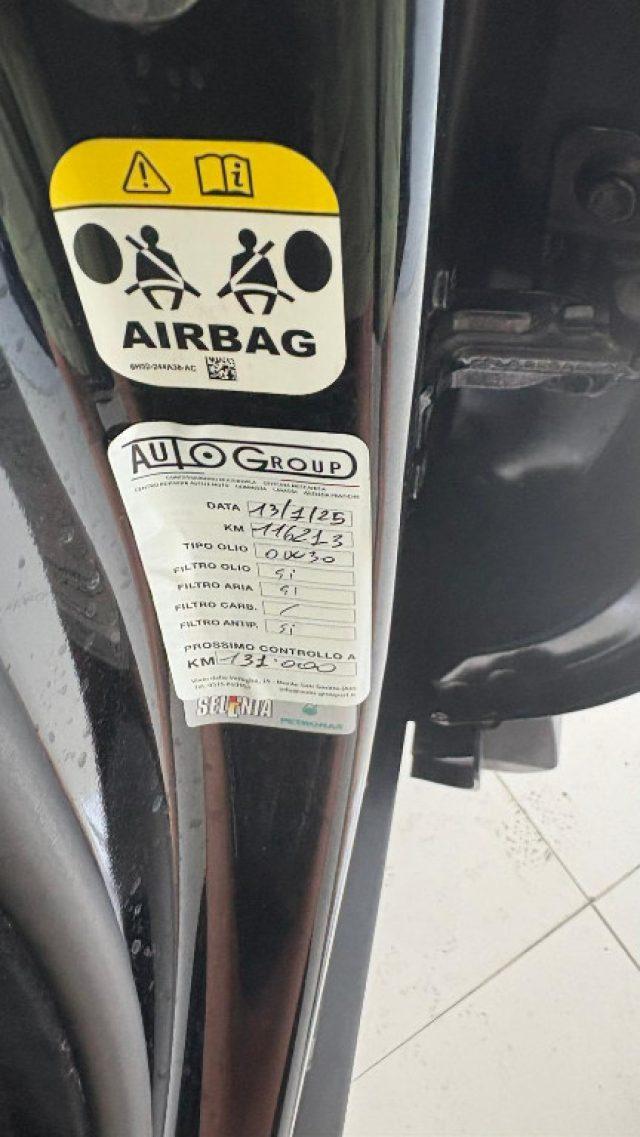 AIRBAG
AUTO GROUP
DATA 13/1/25
KM 116213
TIPO OLIO 0W30
FILTRO OLIO Si
FILTRO ARIA Si
FILTRO CARB. /
FILTRO ANTIP. Si
PROSSIMO CONTROLLO A
KM 131.000
SELENIA
PETRONAS